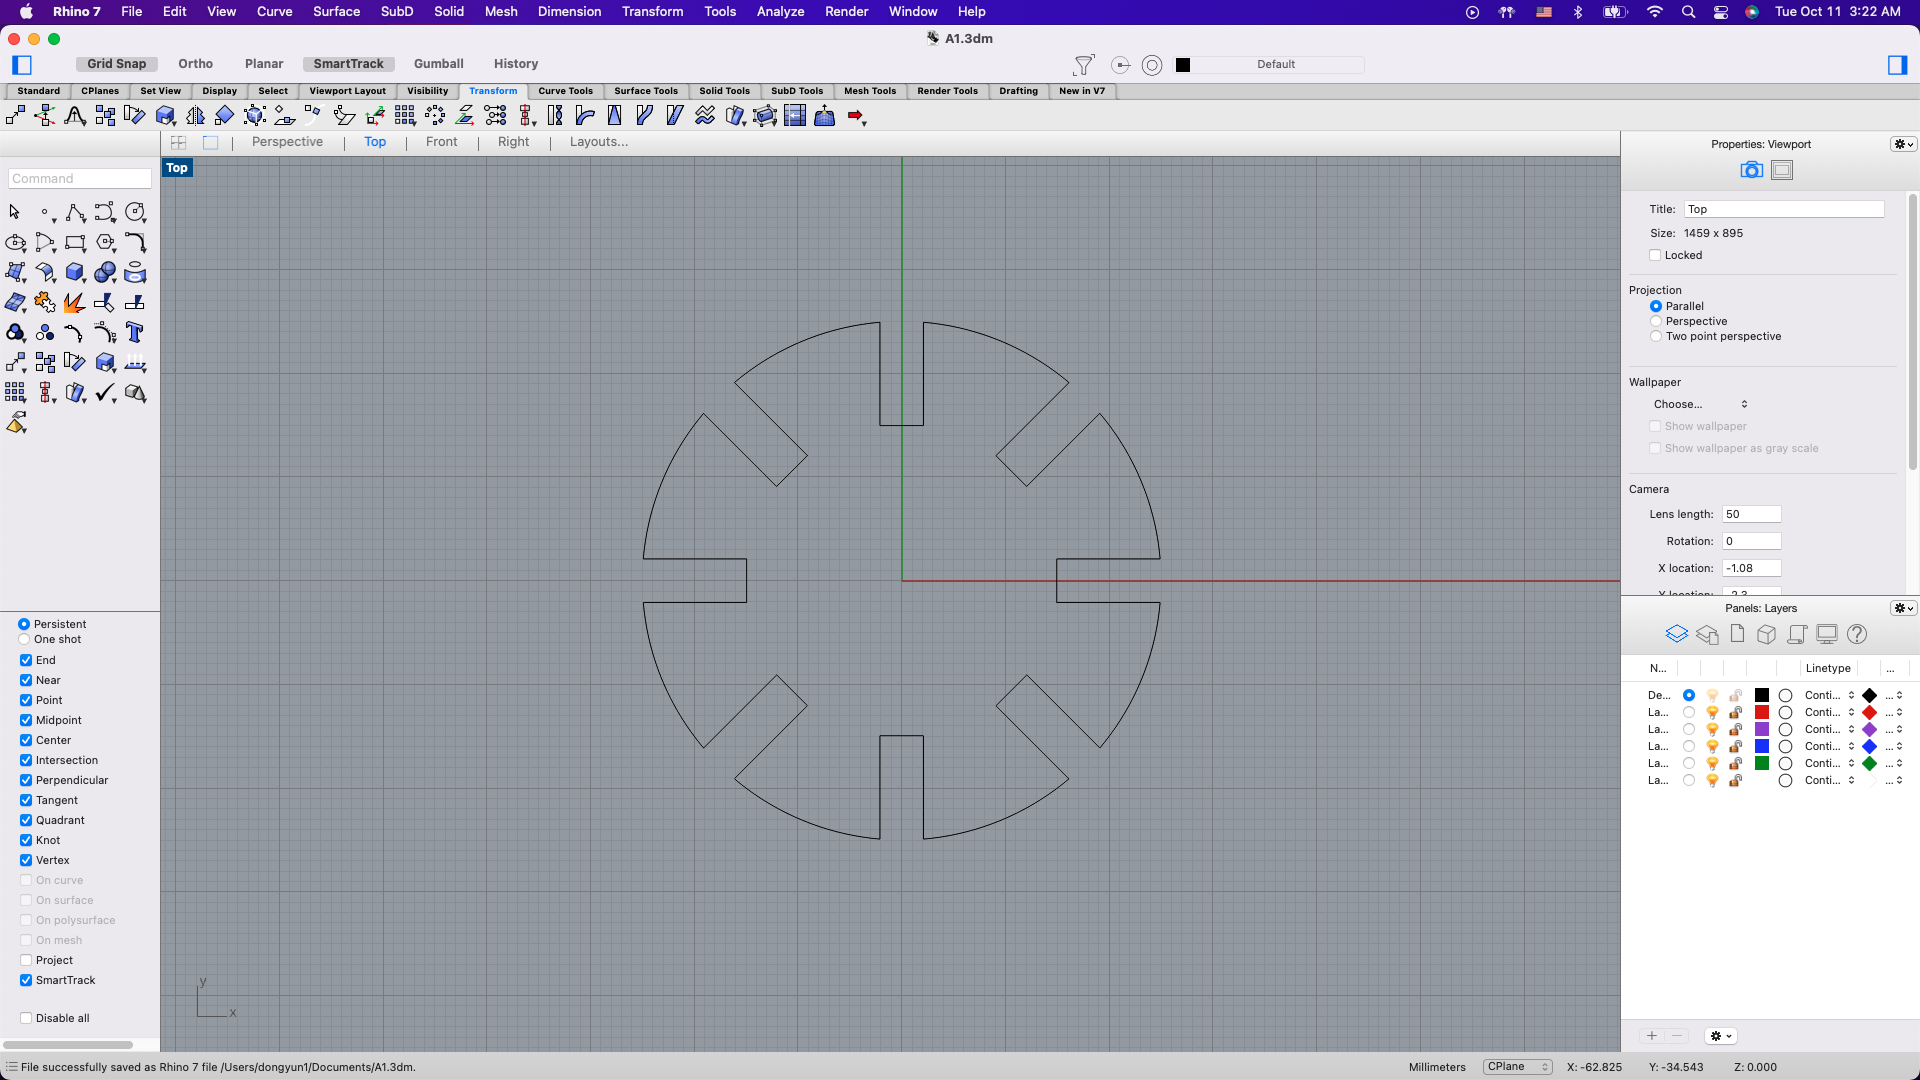 Rhino 7 File Edit View Curve Surface SubD Solid Mesh Dimension Transform Tools Analyze Render Window Help Tue Oct 11 3:22 AM
A1.3dm
Grid Snap Ortho Planar SmartTrack Gumball History Default
Standard CPlanes Set View Display Select Viewport Layout Visibility Transform Curve Tools Surface Tools Solid Tools SubD Tools Mesh Tools Render Tools Drafting New in V7
Perspective Top Front Right Layouts...
Top
Command
Persistent
One shot
End
Near
Point
Midpoint
Center
Intersection
Perpendicular
Tangent
Quadrant
Knot
Vertex
On curve
On surface
On polysurface
On mesh
Project
SmartTrack
Disable all
y
x
Properties: Viewport
Title: Top
Size: 1459 x 895
Locked
Projection
Parallel
Perspective
Two point perspective
Wallpaper
Choose...
Show wallpaper
Show wallpaper as gray scale
Camera
Lens length: 50
Rotation: 0
X location: -1.08
Y location: -2.3
Panels: Layers
N... Linetype ...
De... Conti... ...
La... Conti... ...
La... Conti... ...
La... Conti... ...
La... Conti... ...
La... Conti... ...
File successfully saved as Rhino 7 file /Users/dongyun1/Documents/A1.3dm. Millimeters CPlane X: -62.825 Y: -34.543 Z: 0.000